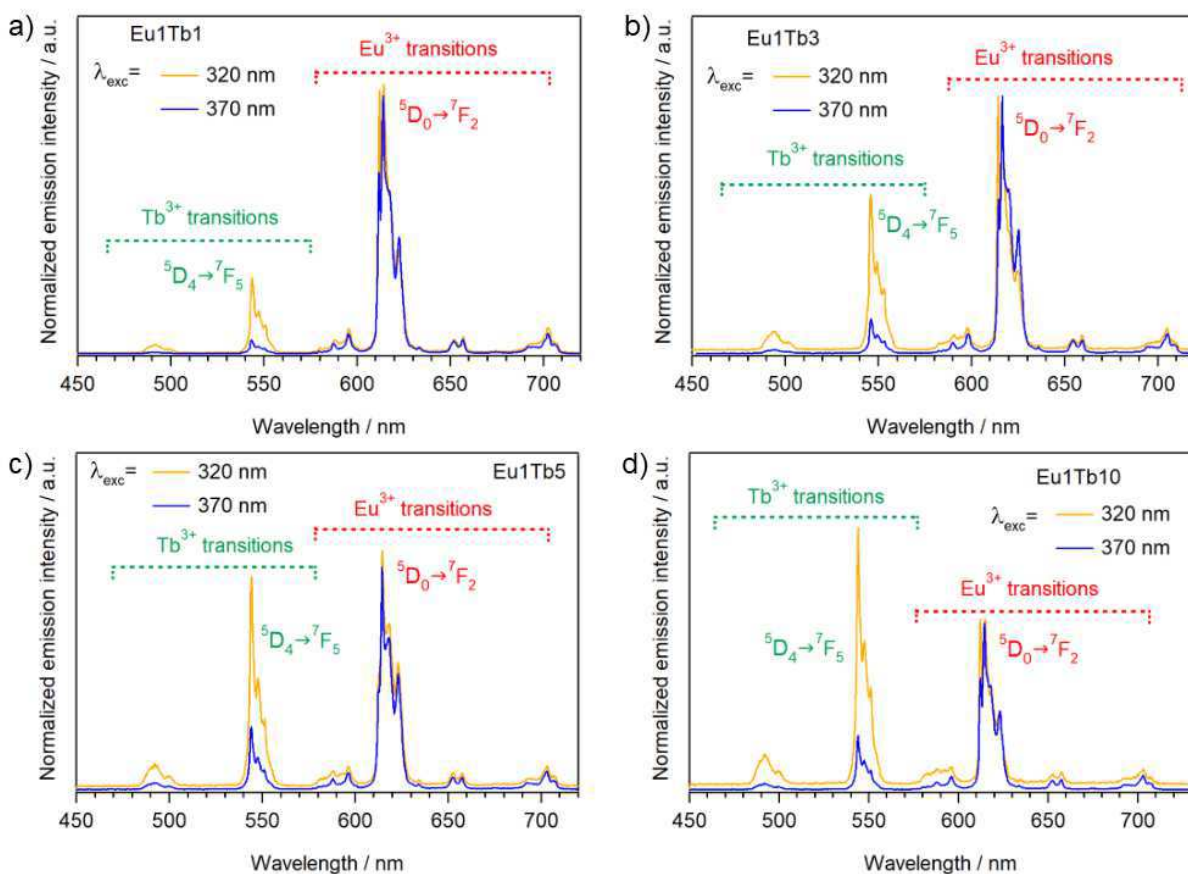 a)
Eu1Tb1
λexc=
320 nm
370 nm
Eu³⁺ transitions
⁵D₀→⁷F₂
Tb³⁺ transitions
⁵D₄→⁷F₅
Normalized emission intensity / a.u.
450 500 550 600 650 700
Wavelength / nm
b)
Eu1Tb3
λexc=
320 nm
370 nm
Eu³⁺ transitions
⁵D₀→⁷F₂
Tb³⁺ transitions
⁵D₄→⁷F₅
Normalized emission intensity / a.u.
450 500 550 600 650 700
Wavelength / nm
c)
λexc=
320 nm
370 nm
Eu1Tb5
Eu³⁺ transitions
Tb³⁺ transitions
⁵D₀→⁷F₂
⁵D₄→⁷F₅
Normalized emission intensity / a.u.
450 500 550 600 650 700
Wavelength / nm
d)
Eu1Tb10
Tb³⁺ transitions
λexc=
320 nm
370 nm
Eu³⁺ transitions
⁵D₄→⁷F₅
⁵D₀→⁷F₂
Normalized emission intensity / a.u.
450 500 550 600 650 700
Wavelength / nm